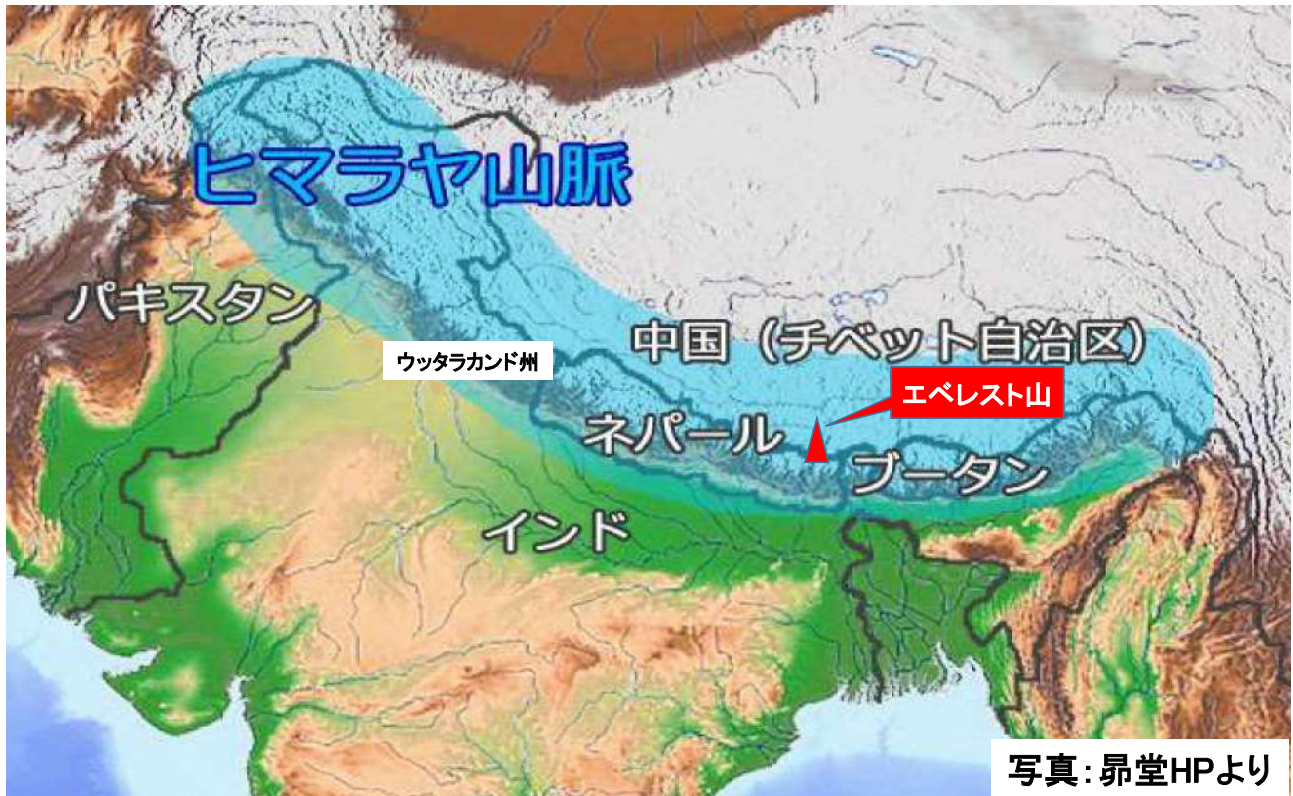 ヒマラヤ山脈
パキスタン
中国（チベット自治区）
ウッタラカンド州
エベレスト山
ネパール
ブータン
インド
写真：昴堂HPより